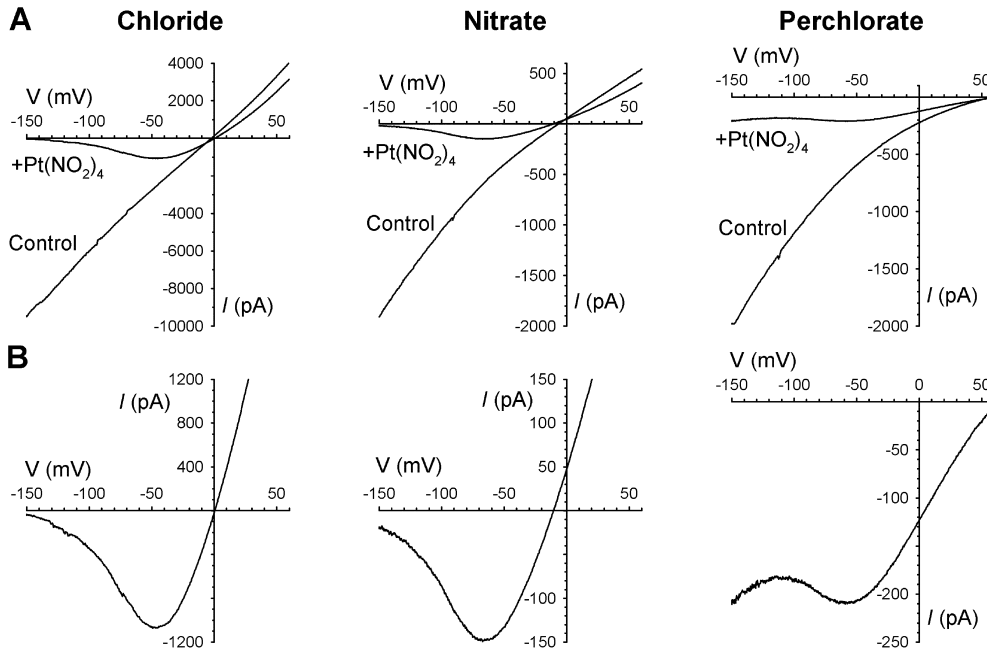 A
Chloride
Nitrate
Perchlorate
4000
2000
V (mV)
-150 -100 -50 50
+Pt(NO2)4
Control
-4000
-6000
-8000
-10000
I (pA)
500
V (mV)
-150 -100 -50 50
+Pt(NO2)4
Control
-500
-1000
-1500
-2000
I (pA)
V (mV)
-150 -100 -50 50
+Pt(NO2)4
Control
-500
-1000
-1500
-2000
I (pA)
B
1200
I (pA)
800
400
V (mV)
-150 -100 -50 50
-1200
150
I (pA)
100
50
V (mV)
-150 -100 -50 50
-100
-150
V (mV)
-150 -100 -50 0 50
-50
-100
-200
I (pA)
-250